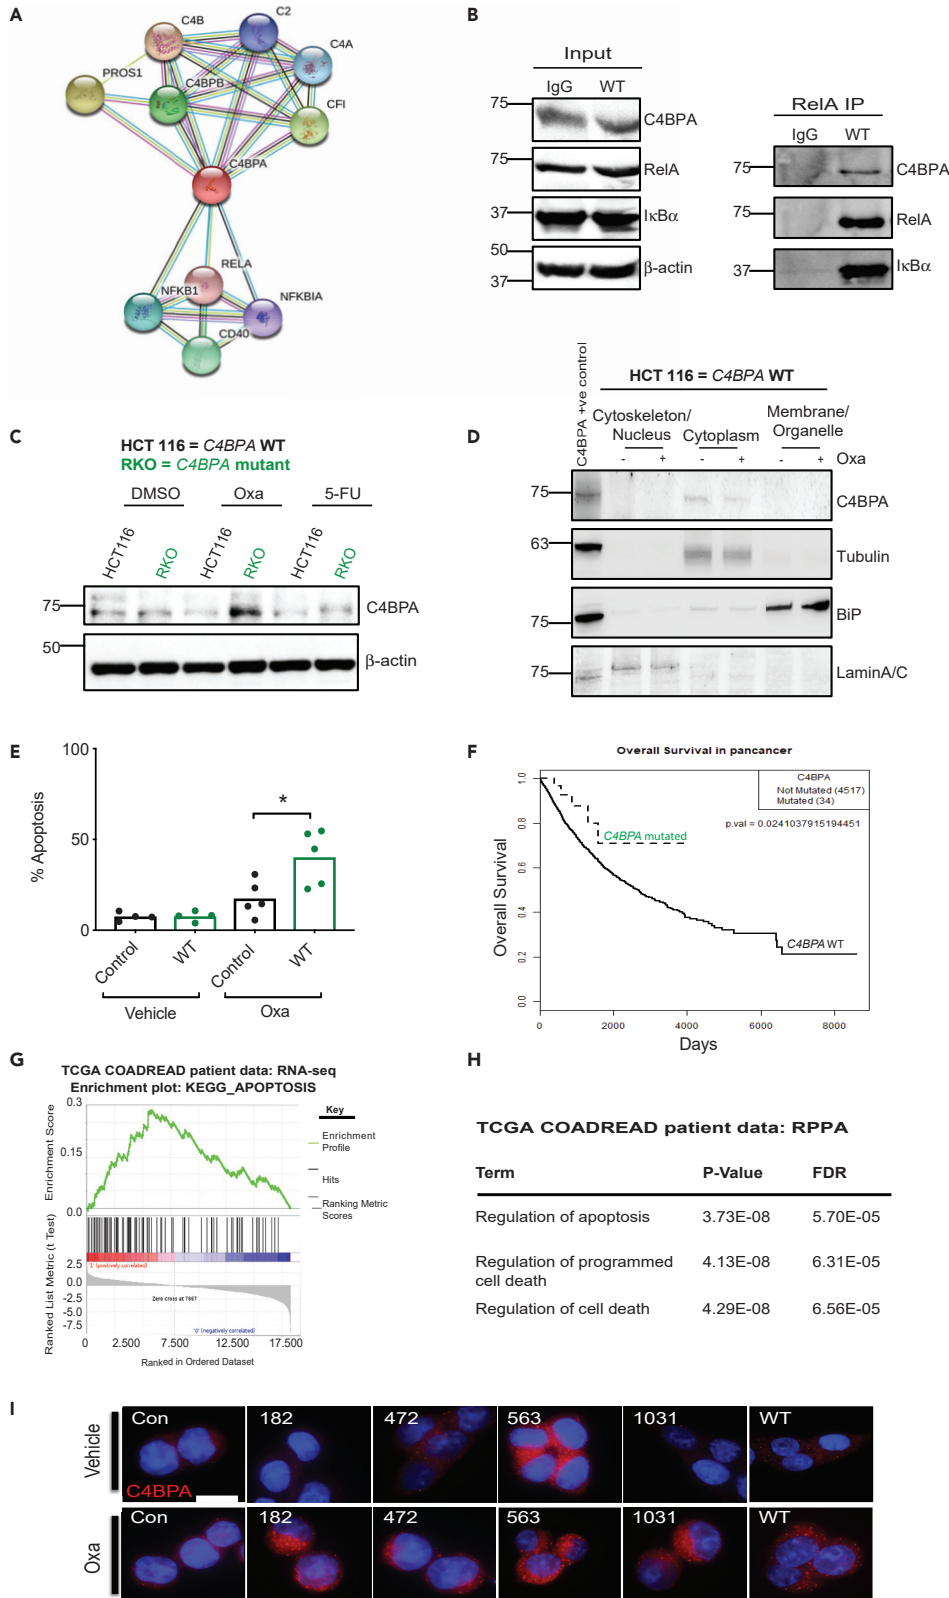 A
C4B
C2
C4A
PROS1
C4BPB
CFI
C4BPA
RELA
NFKB1
NFKBIA
CD40
B
Input
IgG WT
75
C4BPA
75
RelA
37
IκBα
50
37
β-actin
RelA IP
IgG WT
75
C4BPA
75
RelA
37
IκBα
C
HCT 116 = C4BPA WT
RKO = C4BPA mutant
DMSO Oxa 5-FU
HCT116 RKO HCT116 RKO HCT116 RKO
75
C4BPA
50
β-actin
D
C4BPA +ve control
HCT 116 = C4BPA WT
Cytoskeleton/
Nucleus
Cytoplasm
Membrane/
Organelle
- + - + - + Oxa
75
C4BPA
63
Tubulin
75
BiP
75
LaminA/C
E
100
50
0
% Apoptosis
*
Control WT Control WT
Vehicle Oxa
F
Overall Survival in pancancer
C4BPA
Not Mutated (4517)
Mutated (34)
p.val = 0.0241037915194451
C4BPA mutated
C4BPA WT
Overall Survival
1.0
0.8
0.6
0.4
0.2
0.0
0 2000 4000 6000 8000
Days
G
TCGA COADREAD patient data: RNA-seq
Enrichment plot: KEGG_APOPTOSIS
0.3
0.15
0.0
Enrichment Score
Key
Enrichment
Profile
Hits
Ranking Metric
Scores
'1' (positively correlated)
2.5
0.0
-2.5
-5.0
-7.5
Ranked List Metric (t Test)
Zero cross at 7867
'0' (negatively correlated)
0 2.500 7.500 12.500 17.500
Ranked in Ordered Dataset
H
TCGA COADREAD patient data: RPPA
Term P-Value FDR
Regulation of apoptosis 3.73E-08 5.70E-05
Regulation of programmed
cell death 4.13E-08 6.31E-05
Regulation of cell death 4.29E-08 6.56E-05
I
Vehicle
Con 182 472 563 1031 WT
C4BPA
Oxa
Con 182 472 563 1031 WT